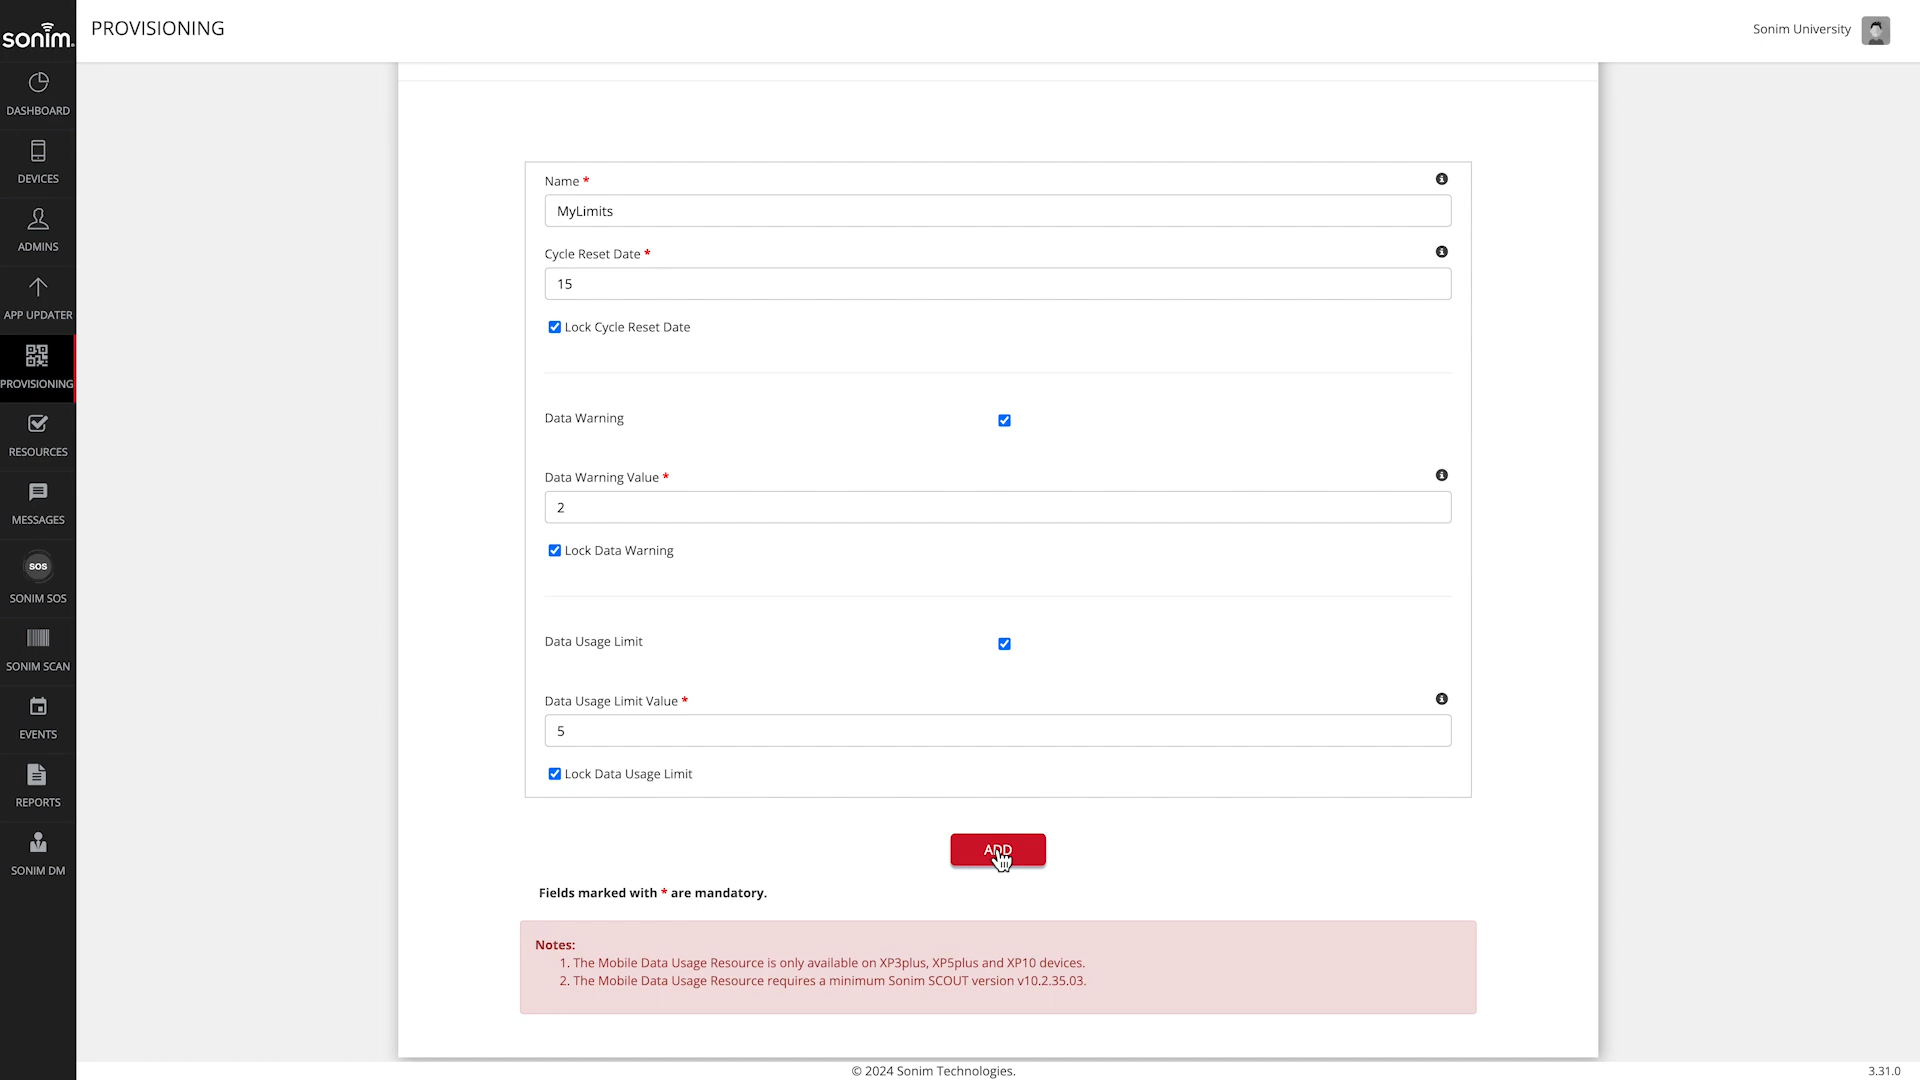 sonim
PROVISIONING
Sonim University
DASHBOARD
DEVICES
ADMINS
APP UPDATER
PROVISIONING
RESOURCES
MESSAGES
SOS
SONIM SOS
SONIM SCAN
EVENTS
REPORTS
SONIM DM
Name *
MyLimits
Cycle Reset Date *
15
Lock Cycle Reset Date
Data Warning
Data Warning Value *
2
Lock Data Warning
Data Usage Limit
Data Usage Limit Value *
5
Lock Data Usage Limit
ADD
Fields marked with * are mandatory.
Notes:
1. The Mobile Data Usage Resource is only available on XP3plus, XP5plus and XP10 devices.
2. The Mobile Data Usage Resource requires a minimum Sonim SCOUT version v10.2.35.03.
© 2024 Sonim Technologies.
3.31.0